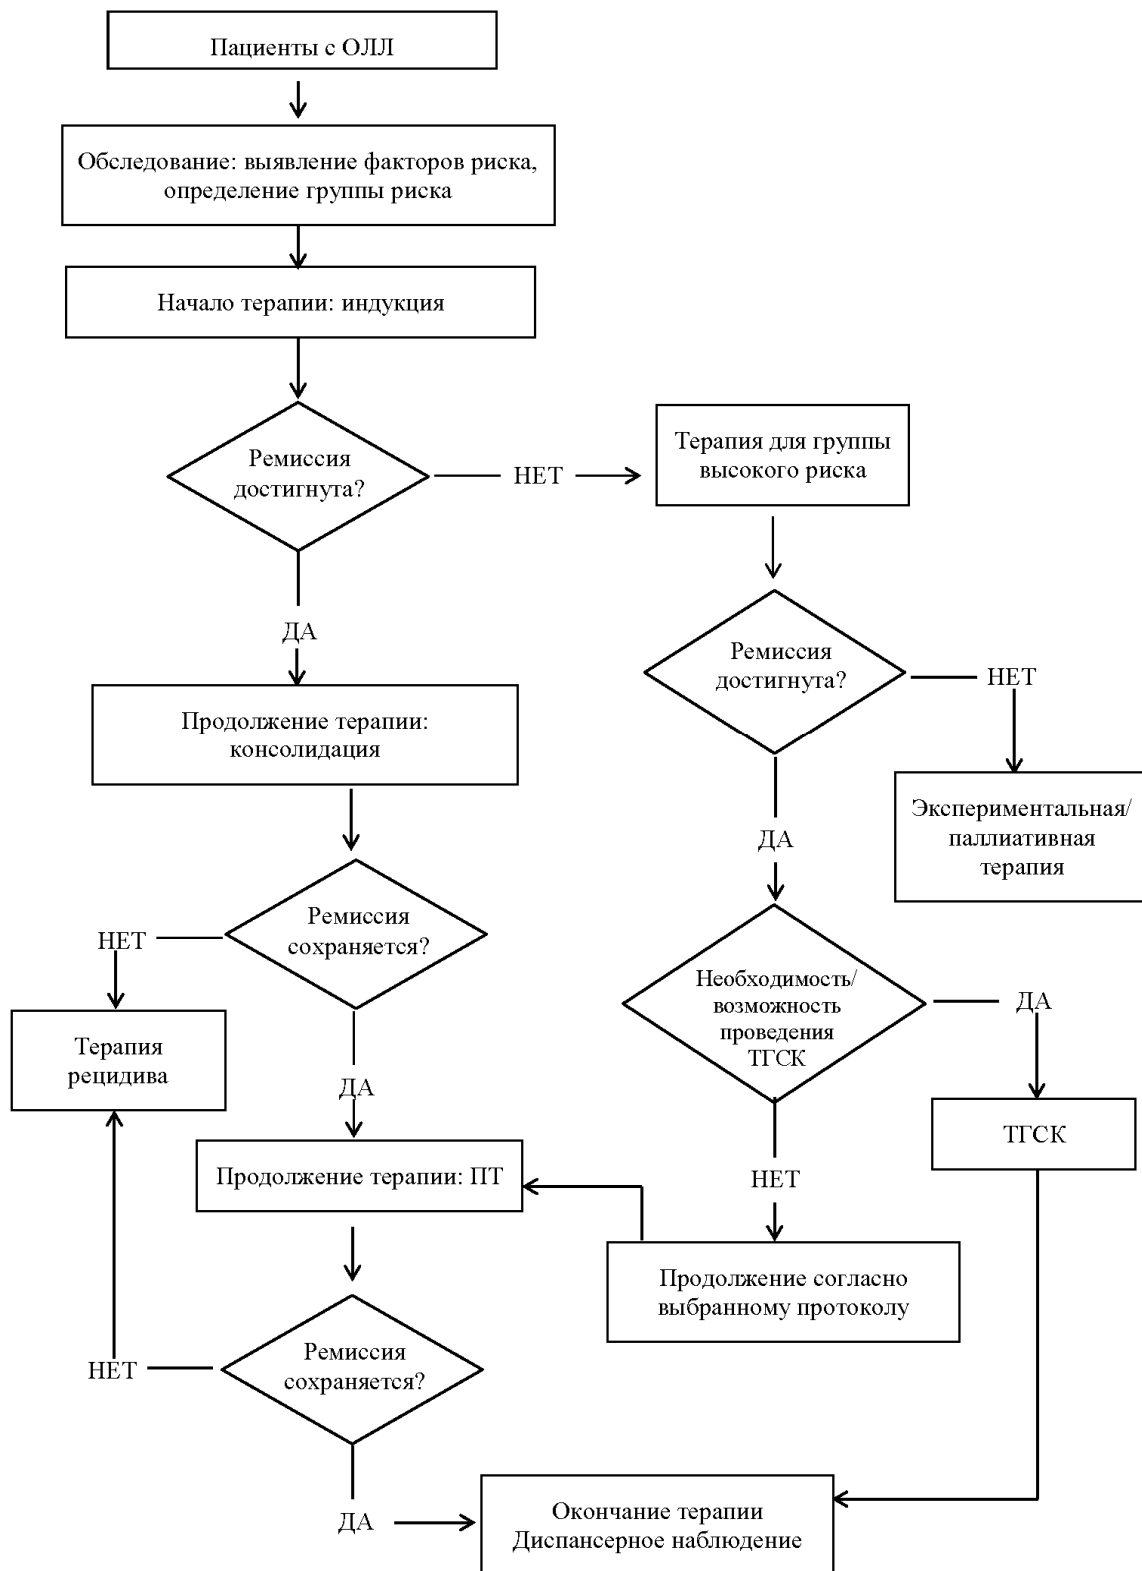 Пациенты с ОЛЛ
Обследование: выявление факторов риска,
определение группы риска
Начало терапии: индукция
Ремиссия
достигнута?
НЕТ
Терапия для группы
высокого риска
ДА
Ремиссия
достигнута?
НЕТ
Продолжение терапии:
консолидация
Экспериментальная/
паллиативная
терапия
ДА
Ремиссия
сохраняется?
НЕТ
Необходимость/
возможность
проведения
ТГСК
ДА
Терапия
рецидива
ДА
ТГСК
Продолжение терапии: ПТ
НЕТ
Продолжение согласно
выбранному протоколу
Ремиссия
сохраняется?
НЕТ
ДА
Окончание терапии
Диспансерное наблюдение